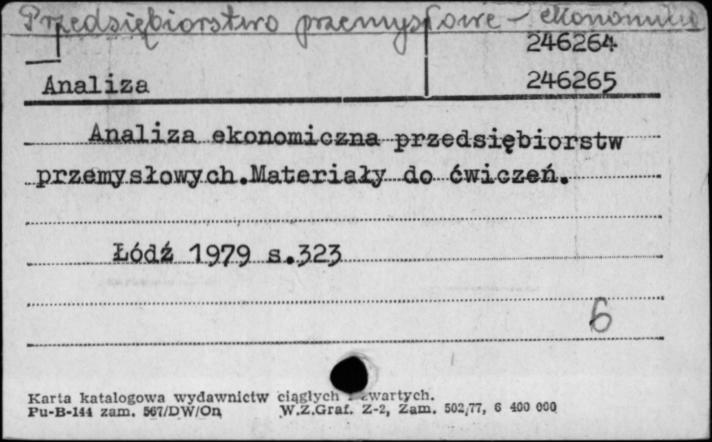 Przedsiębiorstwo przemysłowe - ekonomika
246264
Analiza 246265
Analiza ekonomiczna przedsiębiorstw
przemysłowych.Materiały do ćwiczeń.
Łódź 1979 s.323
6
Karta katalogowa wydawnictw ciągłych i zwartych.
Pu-B-144 zam. 567/DW/On W.Z.Graf. Z-2, Zam. 502/77, 6 400 000